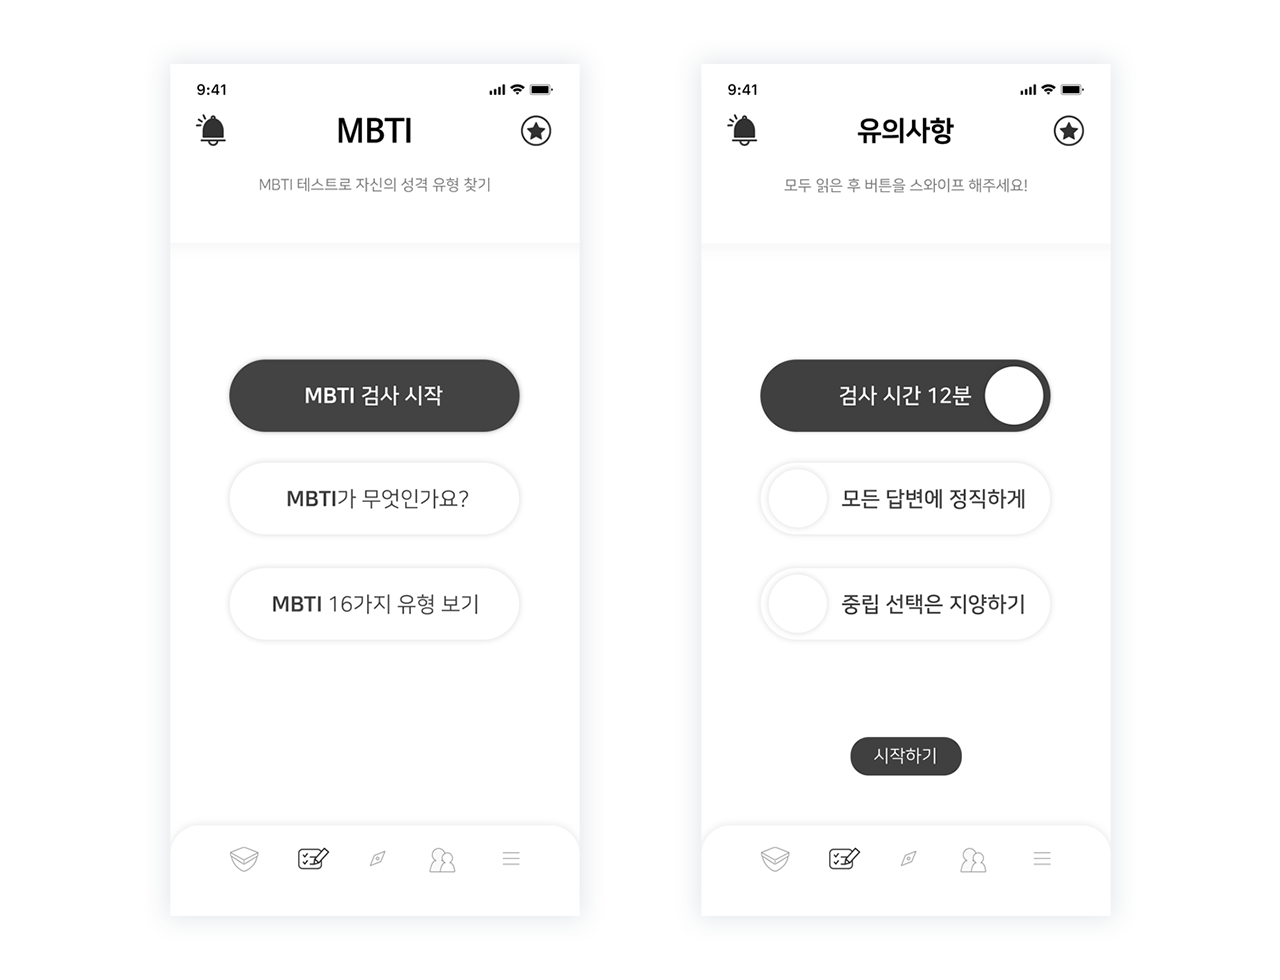 9:41
MBTI
MBTI 테스트로 자신의 성격 유형 찾기
MBTI 검사 시작
MBTI가 무엇인가요?
MBTI 16가지 유형 보기
9:41
유의사항
모두 읽은 후 버튼을 스와이프 해주세요!
검사 시간 12분
모든 답변에 정직하게
중립 선택은 지양하기
시작하기